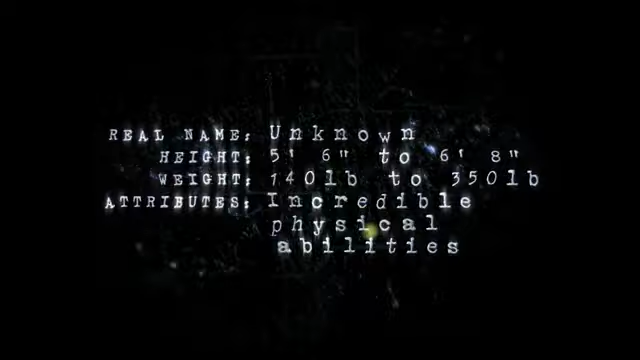 REAL NAME: Unknown
HEIGHT: 5' 6" to 6' 8"
WEIGHT: 140lb to 350lb
ATTRIBUTES: Incredible
physical
abilities